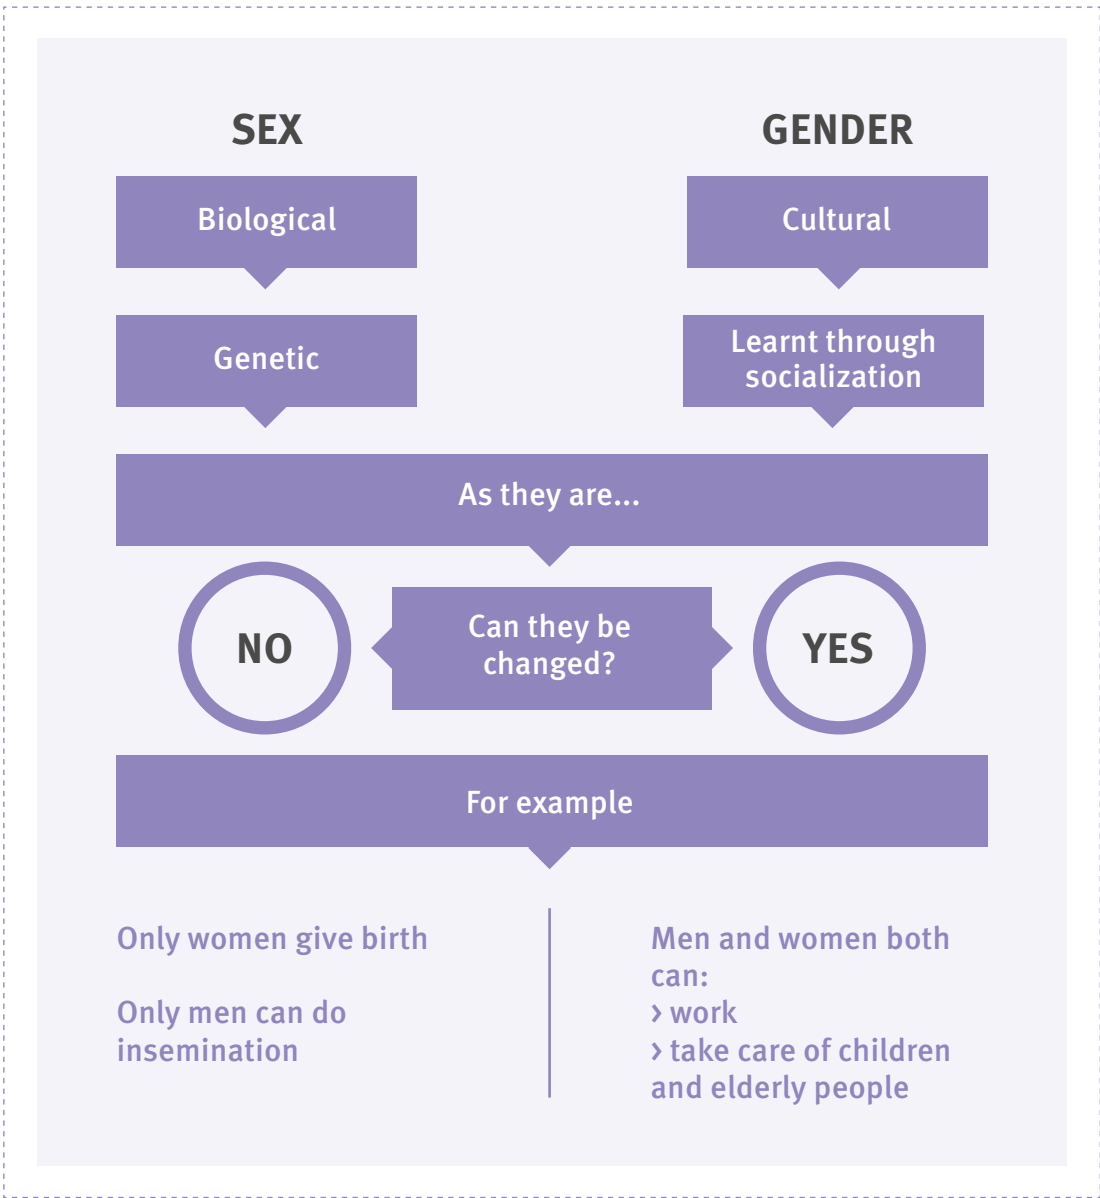 SEX
GENDER
Biological
Cultural
Genetic
Learnt through
socialization
As they are...
NO
Can they be
changed?
YES
For example
Only women give birth
Only men can do
insemination
Men and women both
can:
› work
› take care of children
and elderly people